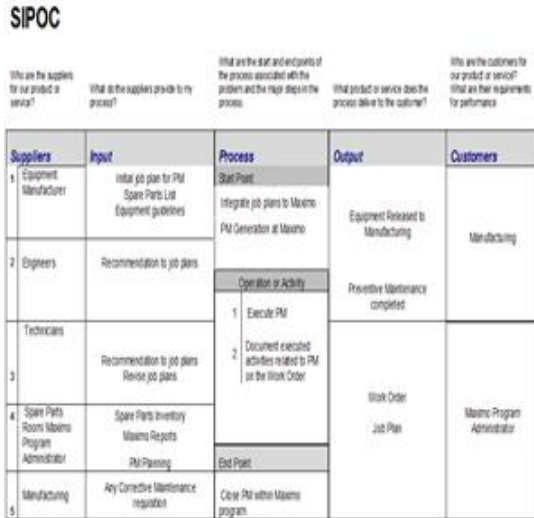 SIPOC
Who are the suppliers
for our product or
service?
What do the suppliers provide to my
process?
What are the start and end points of
the process associated with the
problem and the major steps in the
process.
What product or service does the
process deliver to the customer?
Who are the customers for
our product or service?
What are their requirements
for performance
Suppliers
Input
Process
Output
Customers
1 Equipment
Manufacturer
Initial job plan for PM
Spare Parts List
Equipment guidelines
Start Point
Integrate job plans to Maximo
PM Generation at Maximo
Equipment Released to
Manufacturing
Manufacturing
2 Engineers
Recommendation to job plans
Operation or Activity
1 Execute PM
2 Document executed
activities related to PM
on the Work Order
Preventive Maintenance
completed
Technicians
3
Recommendation to job plans
Revise job plans
Work Order
Job Plan
Maximo Program
Administrator
4 Spare Parts
Room Maximo
Program
Administrator
Spare Parts Inventory
Maximo Reports
PM Planning
End Point
5 Manufacturing
Any Corrective Maintenance
requisition
Close PM within Maximo
program